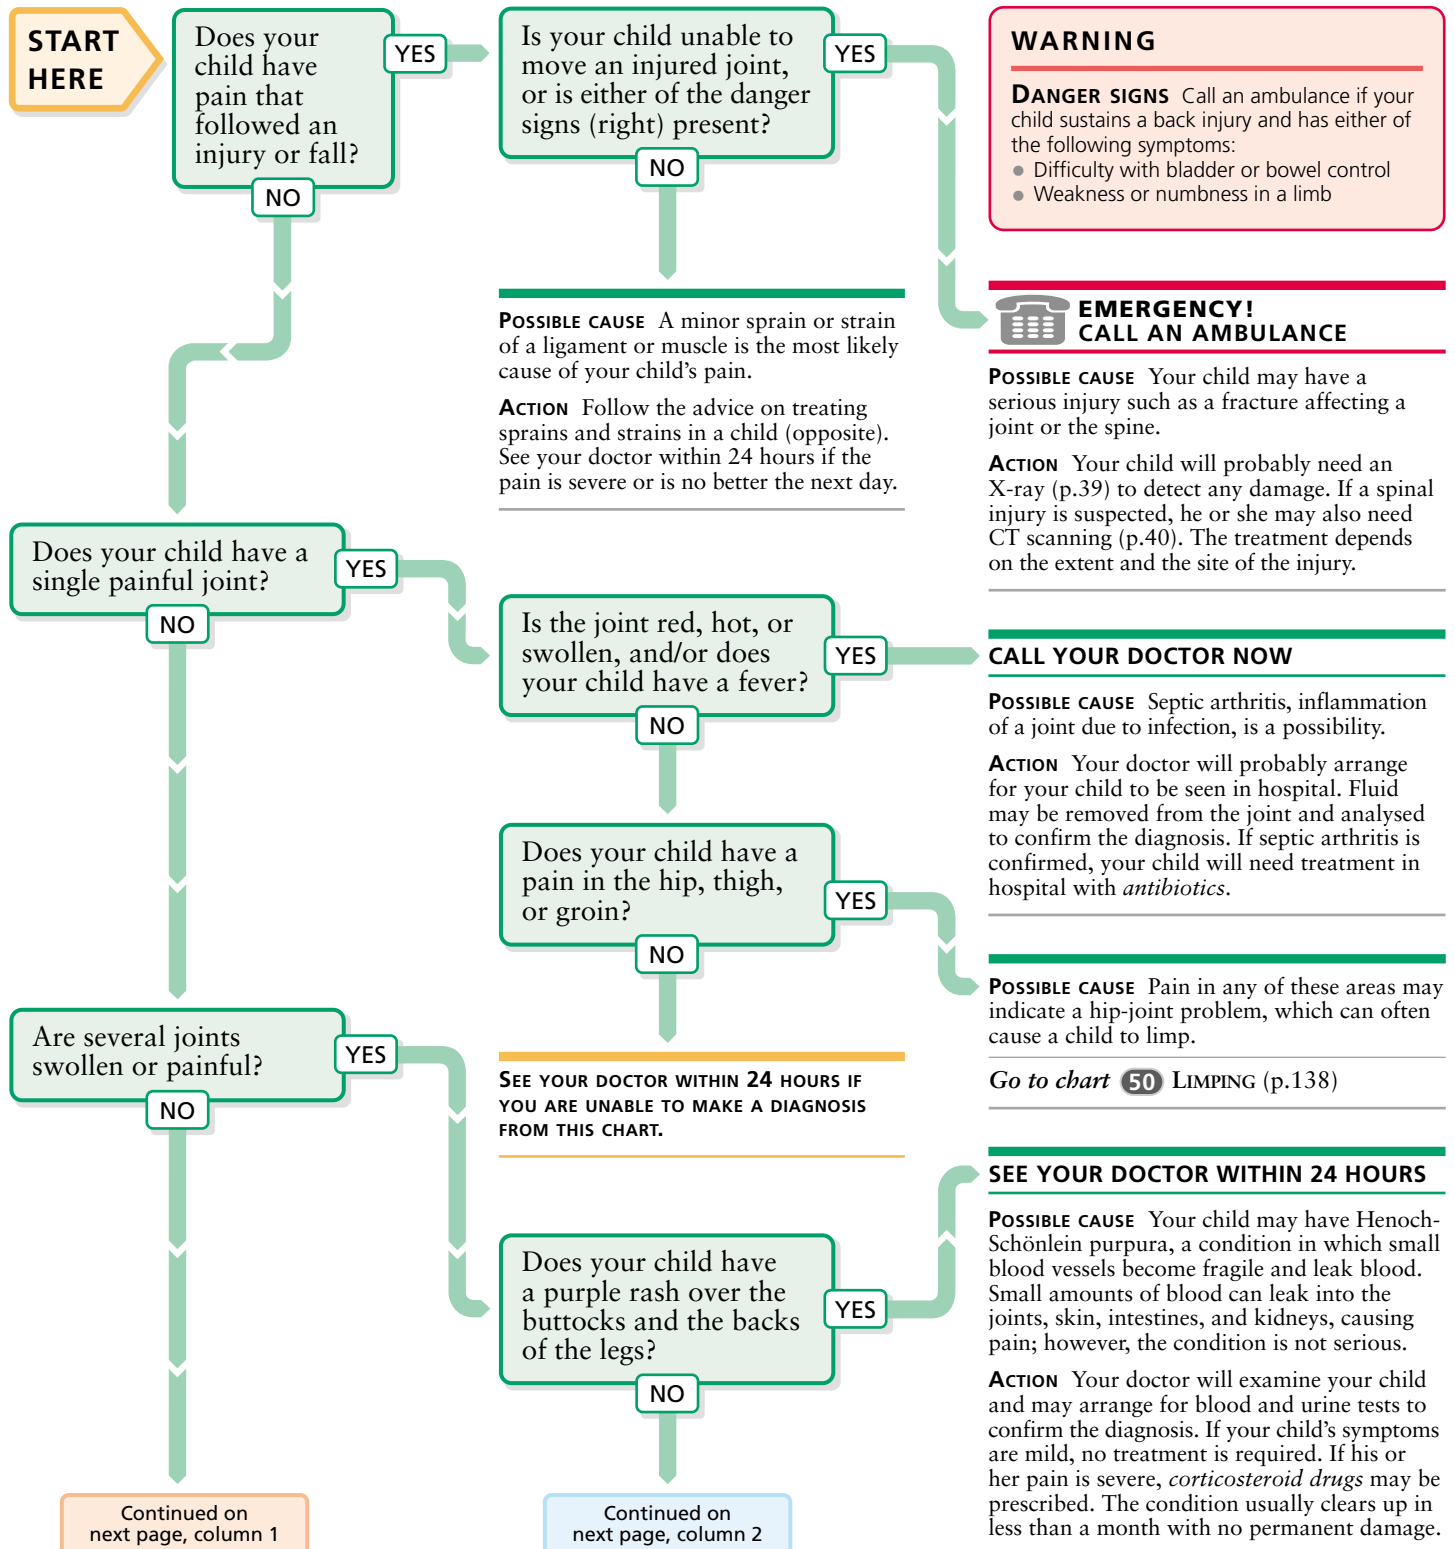 START
HERE
Does your
child have
pain that
followed an
injury or fall?
YES
NO
Is your child unable to
move an injured joint,
or is either of the danger
signs (right) present?
YES
NO
WARNING
DANGER SIGNS Call an ambulance if your
child sustains a back injury and has either of
the following symptoms:
• Difficulty with bladder or bowel control
• Weakness or numbness in a limb
POSSIBLE CAUSE A minor sprain or strain
of a ligament or muscle is the most likely
cause of your child's pain.
ACTION Follow the advice on treating
sprains and strains in a child (opposite).
See your doctor within 24 hours if the
pain is severe or is no better the next day.
EMERGENCY!
CALL AN AMBULANCE
POSSIBLE CAUSE Your child may have a
serious injury such as a fracture affecting a
joint or the spine.
ACTION Your child will probably need an
X-ray (p.39) to detect any damage. If a spinal
injury is suspected, he or she may also need
CT scanning (p.40). The treatment depends
on the extent and the site of the injury.
Does your child have a
single painful joint?
YES
NO
Is the joint red, hot, or
swollen, and/or does
your child have a fever?
YES
NO
CALL YOUR DOCTOR NOW
POSSIBLE CAUSE Septic arthritis, inflammation
of a joint due to infection, is a possibility.
ACTION Your doctor will probably arrange
for your child to be seen in hospital. Fluid
may be removed from the joint and analysed
to confirm the diagnosis. If septic arthritis is
confirmed, your child will need treatment in
hospital with antibiotics.
Does your child have a
pain in the hip, thigh,
or groin?
YES
NO
POSSIBLE CAUSE Pain in any of these areas may
indicate a hip-joint problem, which can often
cause a child to limp.
Go to chart 50 LIMPING (p.138)
Are several joints
swollen or painful?
YES
NO
SEE YOUR DOCTOR WITHIN 24 HOURS IF
YOU ARE UNABLE TO MAKE A DIAGNOSIS
FROM THIS CHART.
Does your child have
a purple rash over the
buttocks and the backs
of the legs?
YES
NO
SEE YOUR DOCTOR WITHIN 24 HOURS
POSSIBLE CAUSE Your child may have Henoch-
Schönlein purpura, a condition in which small
blood vessels become fragile and leak blood.
Small amounts of blood can leak into the
joints, skin, intestines, and kidneys, causing
pain; however, the condition is not serious.
ACTION Your doctor will examine your child
and may arrange for blood and urine tests to
confirm the diagnosis. If your child's symptoms
are mild, no treatment is required. If his or
her pain is severe, corticosteroid drugs may be
prescribed. The condition usually clears up in
less than a month with no permanent damage.
Continued on
next page, column 1
Continued on
next page, column 2